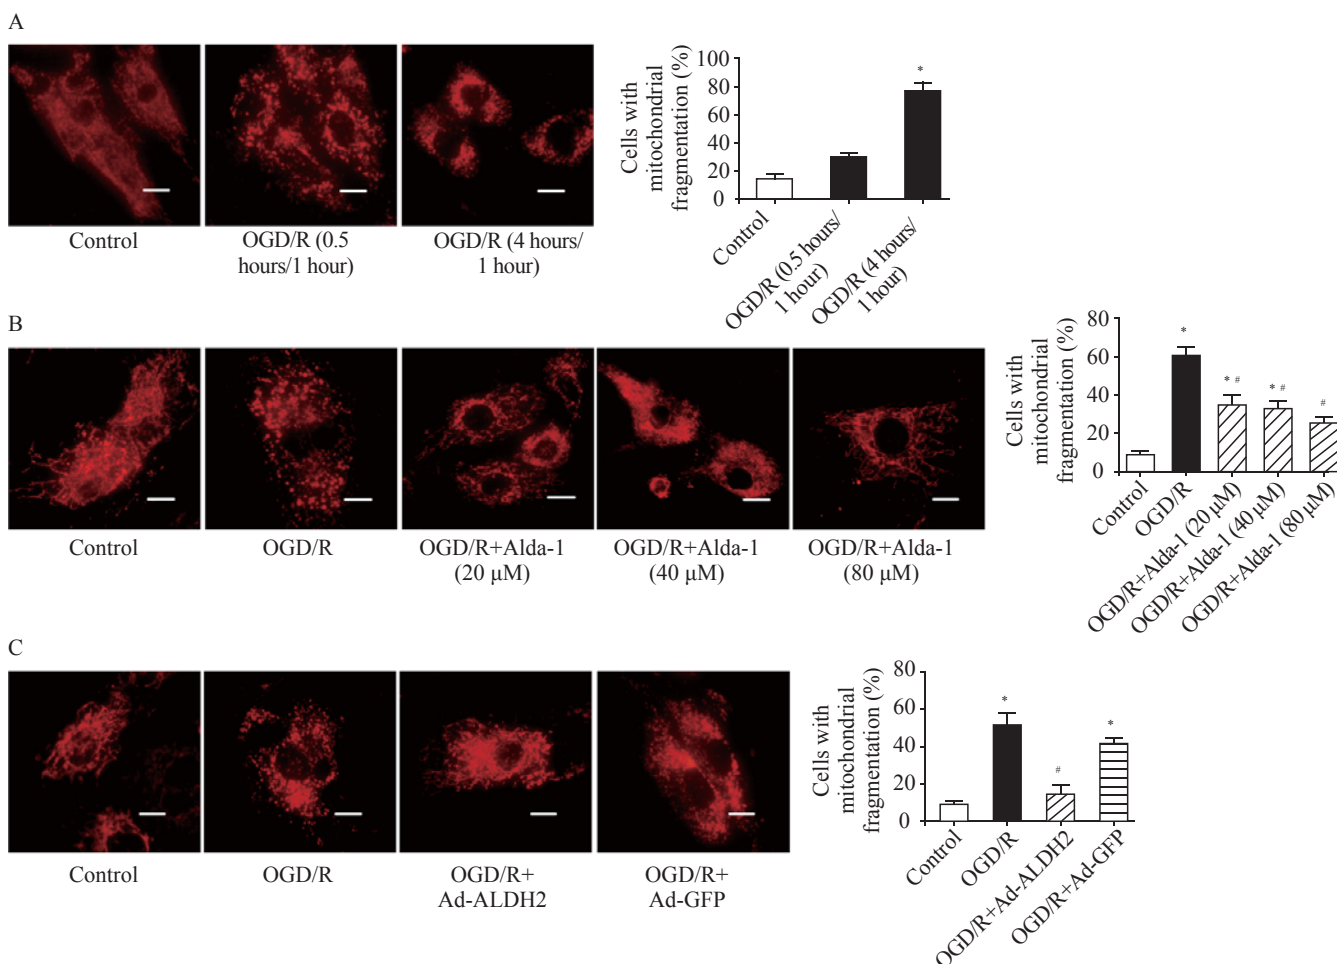 A
Control
OGD/R (0.5
hours/1 hour)
OGD/R (4 hours/
1 hour)
Cells with
mitochondrial
fragmentation (%)
100
80
60
40
20
0
*
Control
OGD/R (0.5 hours/
1 hour)
OGD/R (4 hours/
1 hour)
B
Control
OGD/R
OGD/R+Alda-1
(20 μM)
OGD/R+Alda-1
(40 μM)
OGD/R+Alda-1
(80 μM)
Cells with
mitochondrial
fragmentation (%)
80
60
40
20
0
*
* #
* #
#
Control
OGD/R
OGD/R+Alda-1 (20 μM)
OGD/R+Alda-1 (40 μM)
OGD/R+Alda-1 (80 μM)
C
Control
OGD/R
OGD/R+
Ad-ALDH2
OGD/R+
Ad-GFP
Cells with
mitochondrial
fragmentation (%)
80
60
40
20
0
*
#
*
Control
OGD/R
OGD/R+Ad-ALDH2
OGD/R+Ad-GFP